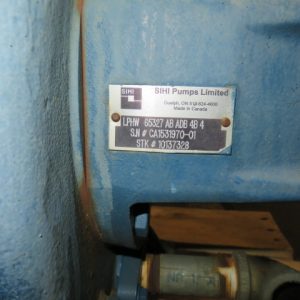 SIHI
SIHI Pumps Limited
Guelph, ON 519-824-4600
Made in Canada
LPHW 65327 AB ADB 4B 4
S.N # CA1531970-01
STK # 10137328